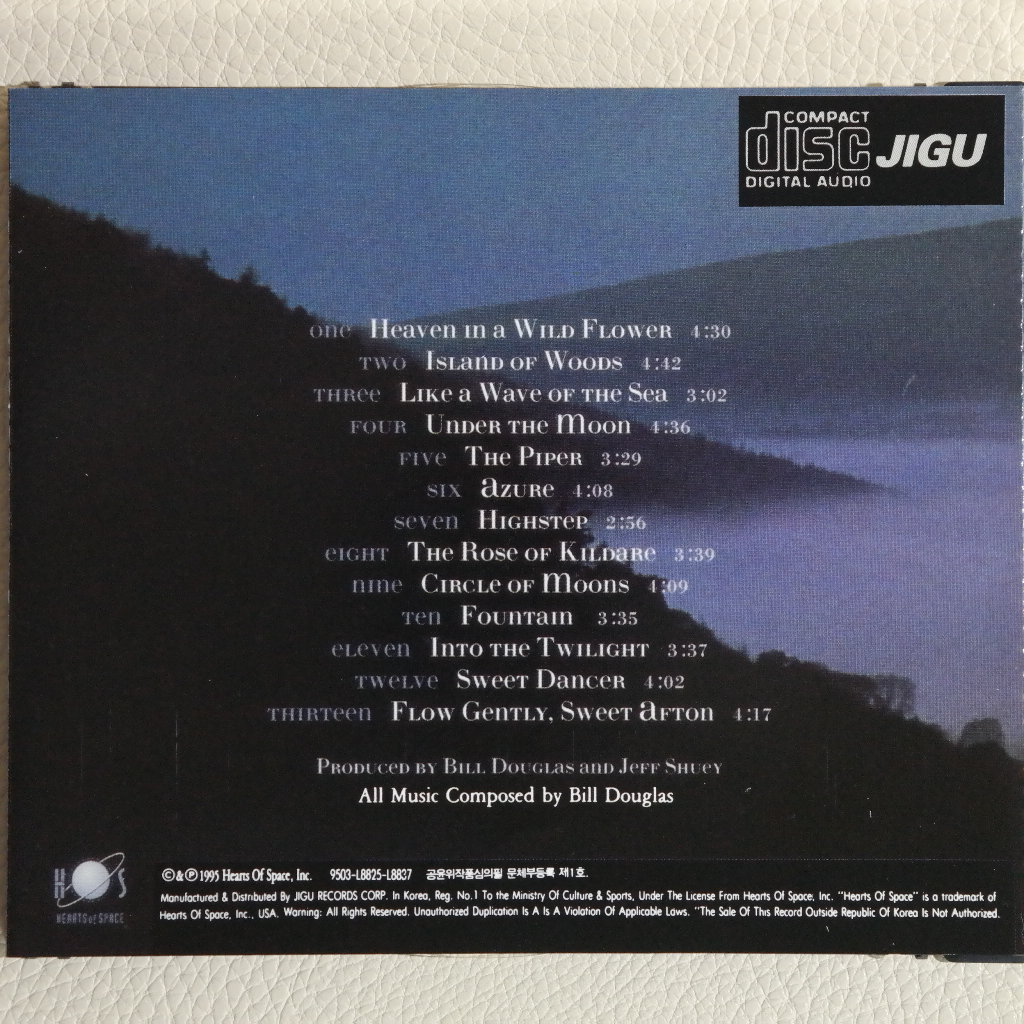 COMPACT
disc JIGU
DIGITAL AUDIO
one Heaven in a Wild Flower 4:30
two Island of Woods 4:42
three Like a Wave of the Sea 3:02
four Under the Moon 4:36
five The Piper 3:29
six Azure 4:08
seven Highstep 2:56
eight The Rose of Kildare 3:39
nine Circle of Moons 4:09
ten Fountain 3:35
eleven Into the Twilight 3:37
twelve Sweet Dancer 4:02
thirteen Flow Gently, Sweet Afton 4:17
Produced by Bill Douglas and Jeff Shuey
All Music Composed by Bill Douglas
HOS
HEARTS of SPACE
©&℗1995 Hearts Of Space, Inc. 9503-L8825-L8837 공윤위작품심의필 문체부등록 제1호.
Manufactured & Distributed By JIGU RECORDS CORP. In Korea, Reg. No.1 To the Ministry Of Culture & Sports, Under The License From Hearts Of Space, Inc. "Hearts Of Space" is a trademark of
Hearts Of Space, Inc., USA. Warning: All Rights Reserved. Unauthorized Duplication Is A Is A Violation Of Applicable Laws. "The Sale Of This Record Outside Republic Of Korea Is Not Authorized.